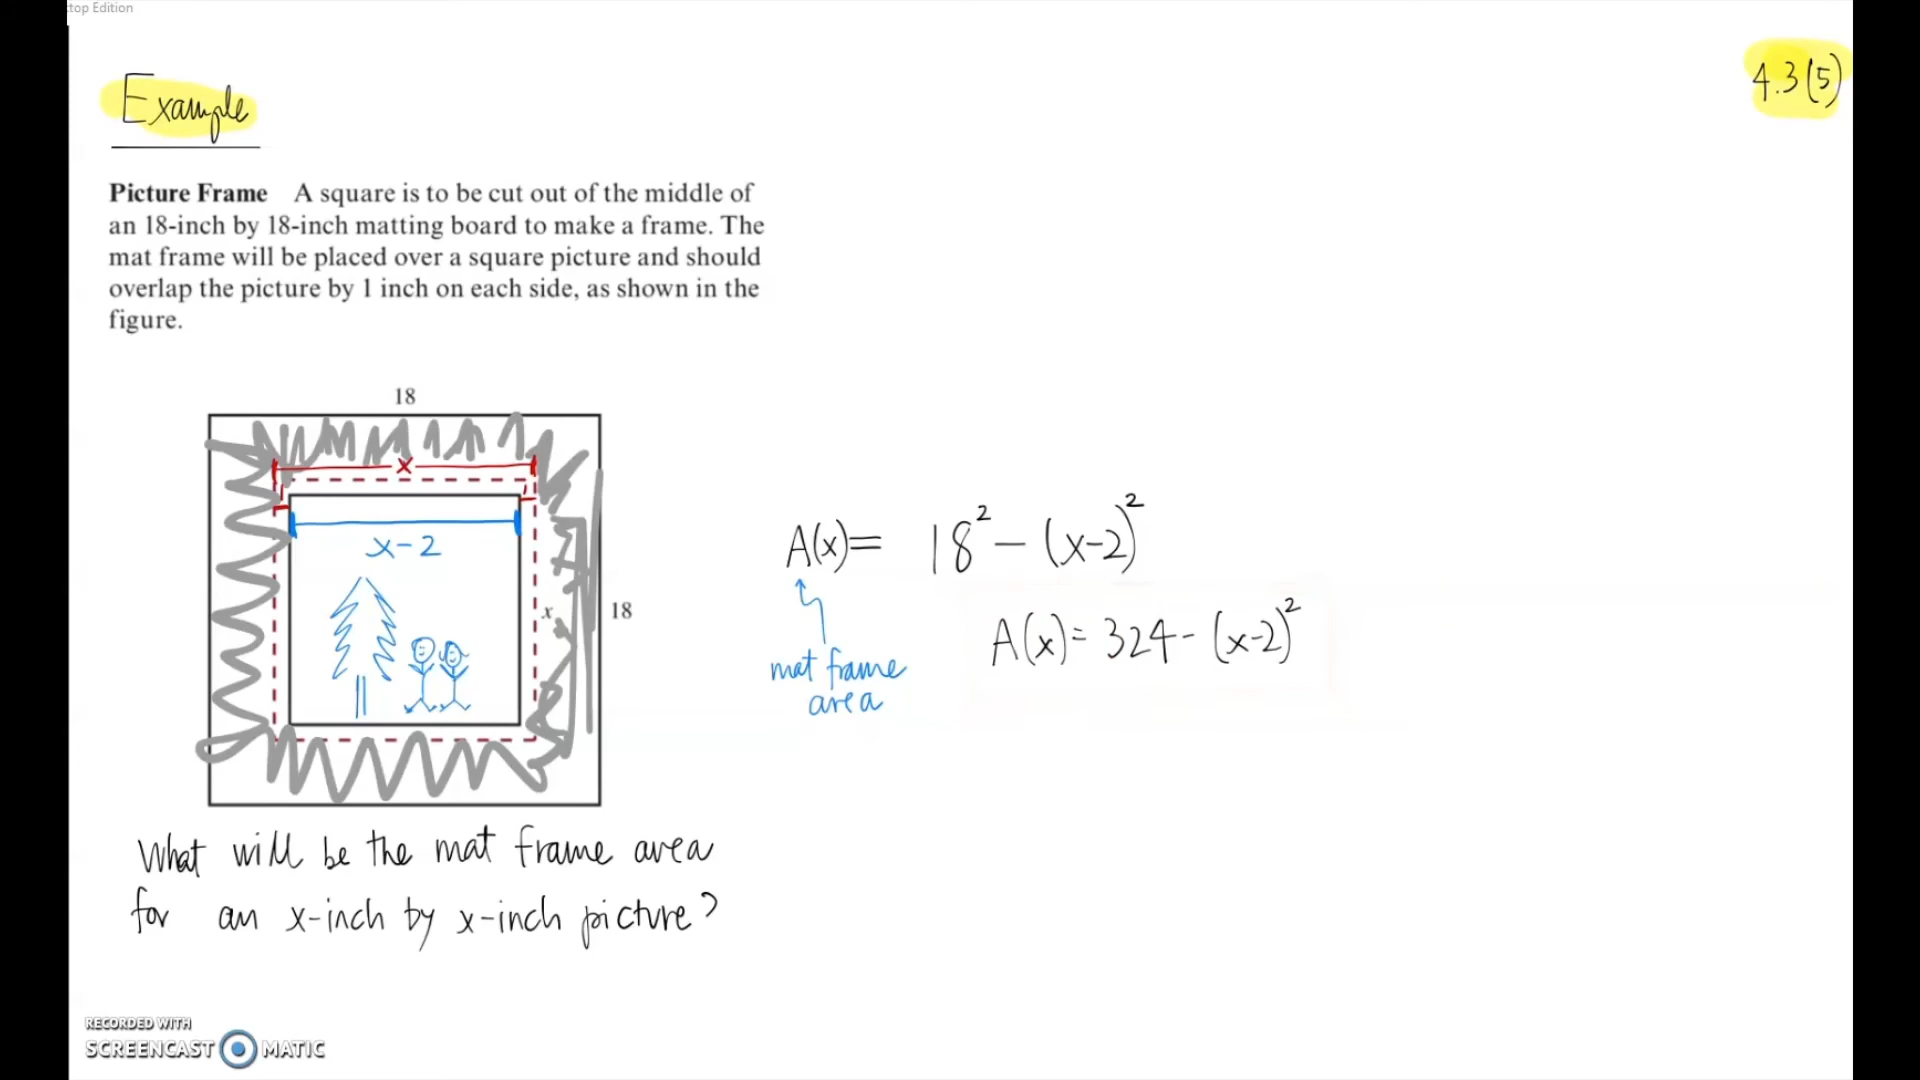 top Edition
Example
4.3(5)
Picture Frame A square is to be cut out of the middle of
an 18-inch by 18-inch matting board to make a frame. The
mat frame will be placed over a square picture and should
overlap the picture by 1 inch on each side, as shown in the
figure.
18
x
x-2
x
18
A(x)= 18² - (x-2)²
A(x)= 324 - (x-2)²
mat frame
area
What will be the mat frame area
for an x-inch by x-inch picture?
RECORDED WITH
SCREENCAST MATIC